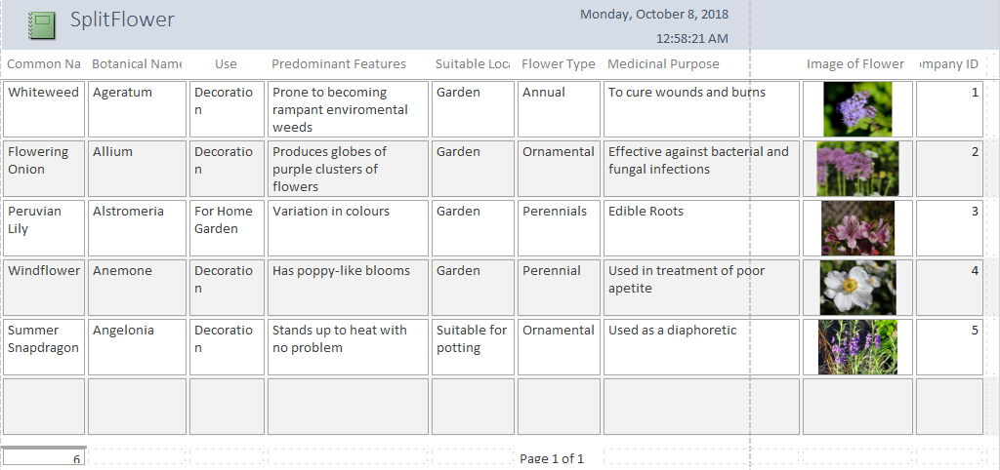 SplitFlower
Monday, October 8, 2018
12:58:21 AM
Common Na Botanical Name Use Predominant Features Suitable Loca Flower Type Medicinal Purpose Image of Flower ompany ID
Whiteweed Ageratum Decoratio Prone to becoming Garden Annual To cure wounds and burns 1
n rampant enviromental
weeds
Flowering Allium Decoratio Produces globes of Garden Ornamental Effective against bacterial and 2
Onion n purple clusters of fungal infections
flowers
Peruvian Alstromeria For Home Variation in colours Garden Perennials Edible Roots 3
Lily Garden
Windflower Anemone Decoratio Has poppy-like blooms Garden Perennial Used in treatment of poor 4
n apetite
Summer Angelonia Decoratio Stands up to heat with Suitable for Ornamental Used as a diaphoretic 5
Snapdragon n no problem potting
6 Page 1 of 1